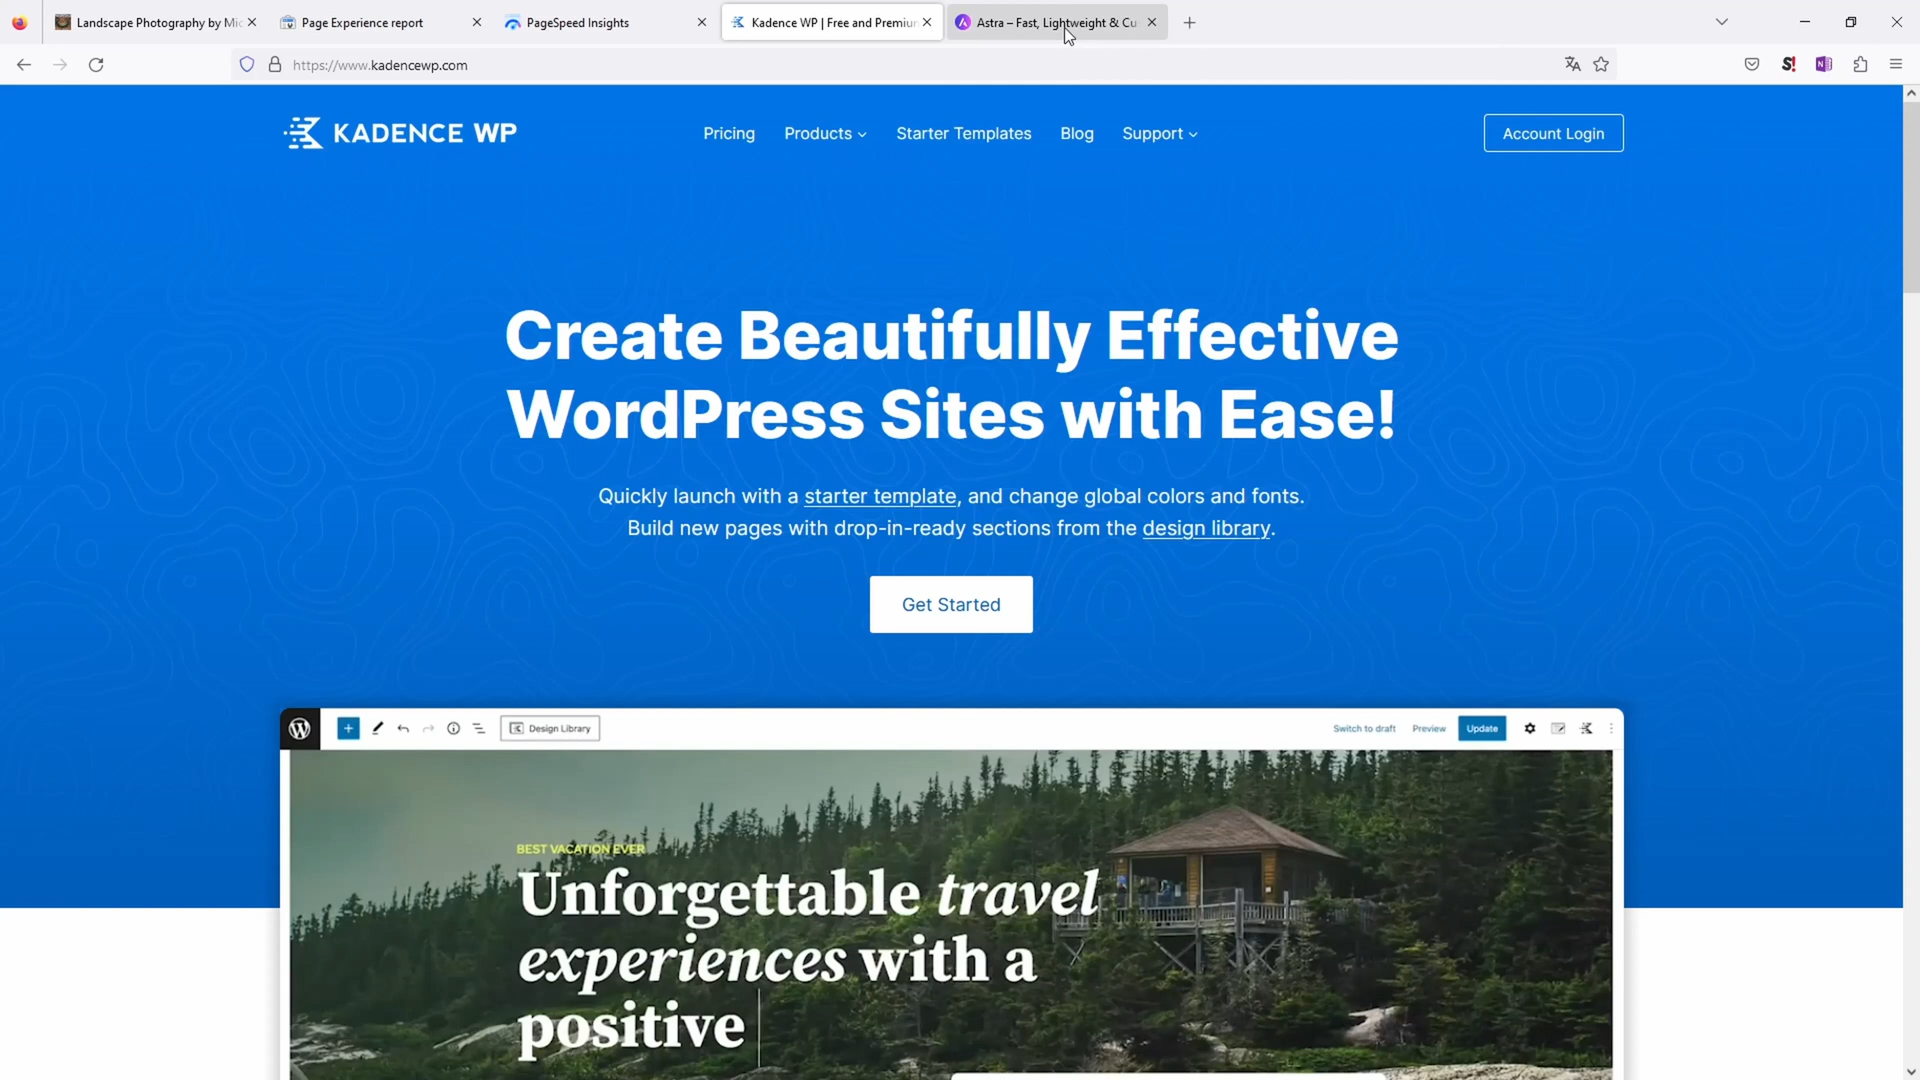 Landscape Photography by Mic
Page Experience report
PageSpeed Insights
Kadence WP | Free and Premium
Astra – Fast, Lightweight & Cu
https://www.kadencewp.com
S!
N
KADENCE WP
Pricing
Products
Starter Templates
Blog
Support
Account Login
Create Beautifully Effective
WordPress Sites with Ease!
Quickly launch with a starter template, and change global colors and fonts.
Build new pages with drop-in-ready sections from the design library.
Get Started
Design Library
Switch to draft
Preview
Update
BEST VACATION EVER
Unforgettable travel
experiences with a
positive